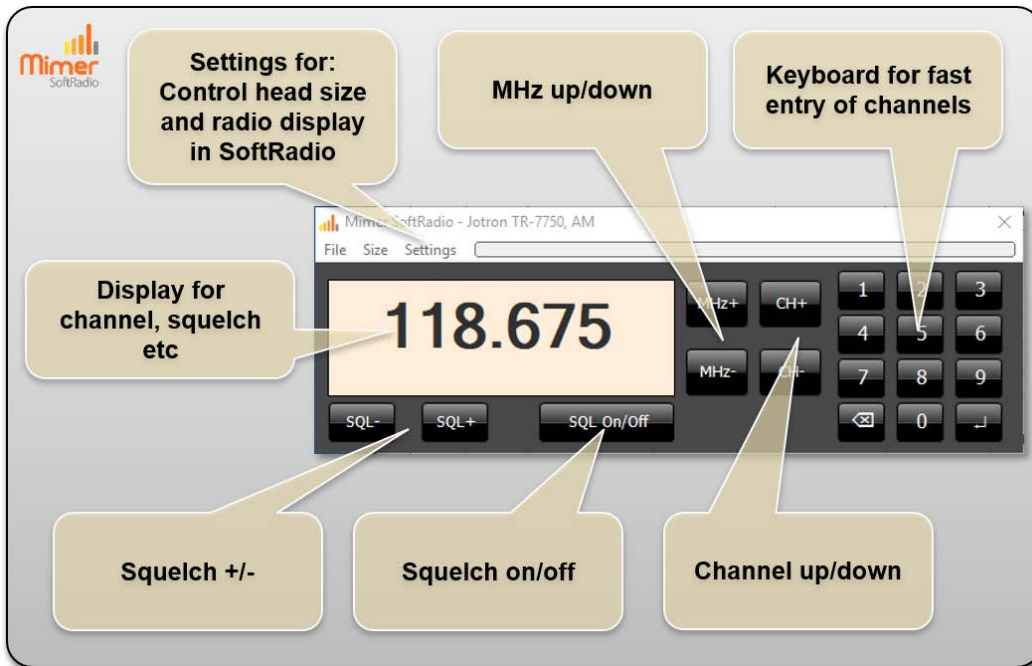 Mimer
SoftRadio
Settings for:
Control head size
and radio display
in SoftRadio
MHz up/down
Keyboard for fast
entry of channels
Mimer SoftRadio - Jotron TR-7750, AM
File Size Settings
Display for
channel, squelch
etc
118.675
MHz+ CH+ 1 2 3
4 5 6
MHz- CH- 7 8 9
SQL- SQL+ SQL On/Off 0
Squelch +/-
Squelch on/off
Channel up/down